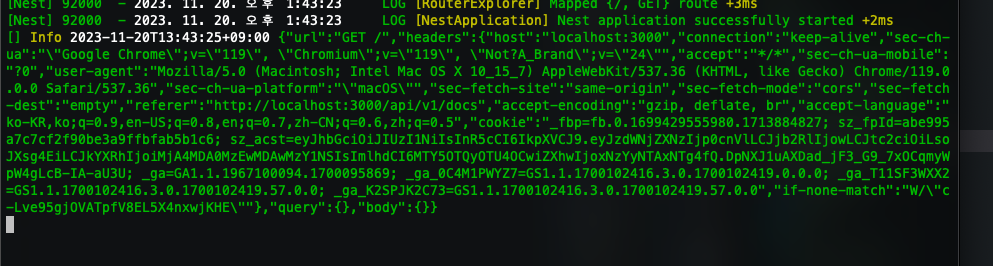 [Nest] 92000  - 2023. 11. 20. 오후 1:43:23     LOG [RouterExplorer] Mapped {/, GET} route +3ms
[Nest] 92000  - 2023. 11. 20. 오후 1:43:23     LOG [NestApplication] Nest application successfully started +2ms
[] Info 2023-11-20T13:43:25+09:00 {"url":"GET /","headers":{"host":"localhost:3000","connection":"keep-alive","sec-ch-
ua":"\"Google Chrome\";v=\"119\", \"Chromium\";v=\"119\", \"Not?A_Brand\";v=\"24\"","accept":"*/*","sec-ch-ua-mobile":
"?0","user-agent":"Mozilla/5.0 (Macintosh; Intel Mac OS X 10_15_7) AppleWebKit/537.36 (KHTML, like Gecko) Chrome/119.0
.0.0 Safari/537.36","sec-ch-ua-platform":"\"macOS\"","sec-fetch-site":"same-origin","sec-fetch-mode":"cors","sec-fetch
-dest":"empty","referer":"http://localhost:3000/api/v1/docs","accept-encoding":"gzip, deflate, br","accept-language":"
ko-KR,ko;q=0.9,en-US;q=0.8,en;q=0.7,zh-CN;q=0.6,zh;q=0.5","cookie":"_fbp=fb.0.1699429555980.1713884827; sz_fpId=abe995
a7c7cf2f90be3a9ffbfab5b1c6; sz_acst=eyJhbGciOiJIUzI1NiIsInR5cCI6IkpXVCJ9.eyJzdWNjZXNzIjp0cnVlLCJjb2RlIjowLCJtc2ciOiLso
JXsg4EiLCJkYXRhIjoiMjA4MDA0MzEwMDAwMzY1NSIsImlhdCI6MTY5OTQyOTU4OCwiZXhwIjoxNzYyNTAxNTg4fQ.DpNXJ1uAXDad_jF3_G9_7xOCqmyW
pW4gLcB-IA-aU3U; _ga=GA1.1.1967100094.1700095869; _ga_0C4M1PWYZ7=GS1.1.1700102416.3.0.1700102419.0.0.0; _ga_T11SF3WXX2
=GS1.1.1700102416.3.0.1700102419.57.0.0; _ga_K2SPJK2C73=GS1.1.1700102416.3.0.1700102419.57.0.0","if-none-match":"W/\"c
-Lve95gjOVATpfV8EL5X4nxwjKHE\""},"query":{},"body":{}}